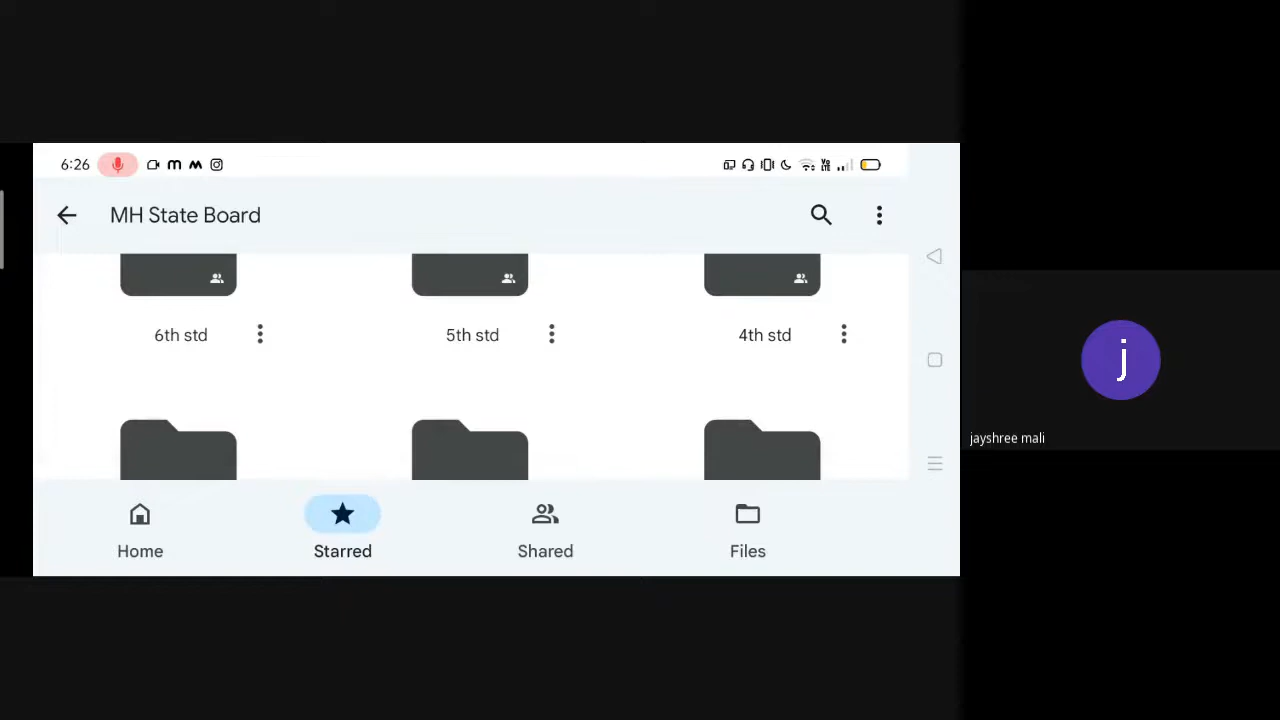 6:26
MH State Board
6th std
5th std
4th std
Home
Starred
Shared
Files
j
jayshree mali